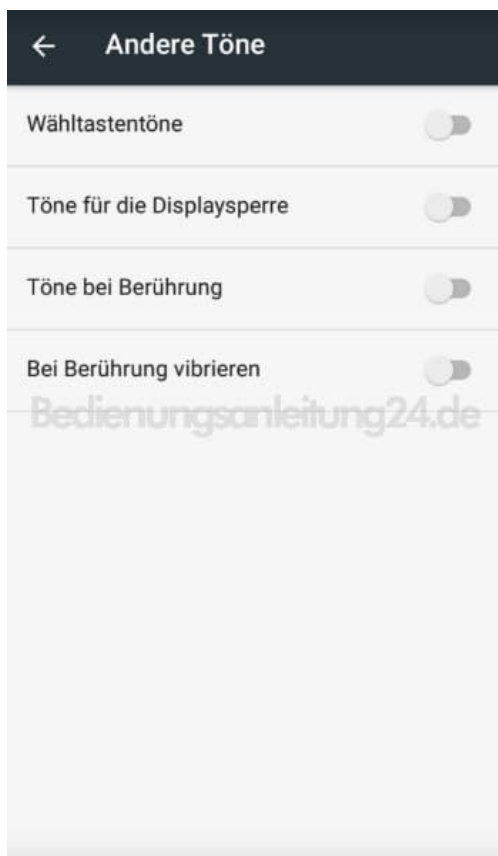 Andere Töne
Wähltastentöne
Töne für die Displaysperre
Töne bei Berührung
Bei Berührung vibrieren
Bedienungsanleitung24.de